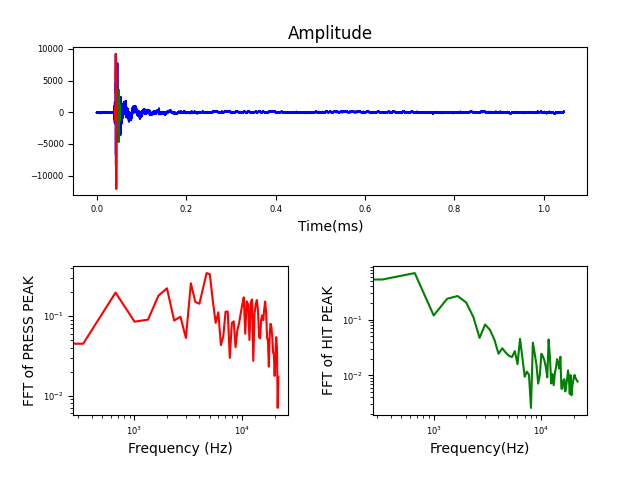 Amplitude
10000
5000
0
−5000
−10000
0.0 0.2 0.4 0.6 0.8 1.0
Time(ms)
FFT of PRESS PEAK
10⁻¹
10⁻²
10³ 10⁴
Frequency (Hz)
FFT of HIT PEAK
10⁻¹
10⁻²
10³ 10⁴
Frequency(Hz)